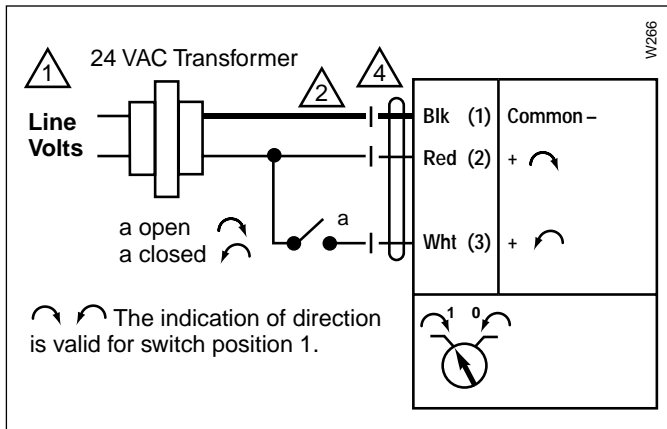 W266
1
24 VAC Transformer
2
4
Line
Volts
Blk (1) Common –
Red (2) +
a open
a closed
a
Wht (3) +
The indication of direction
is valid for switch position 1.
1 0